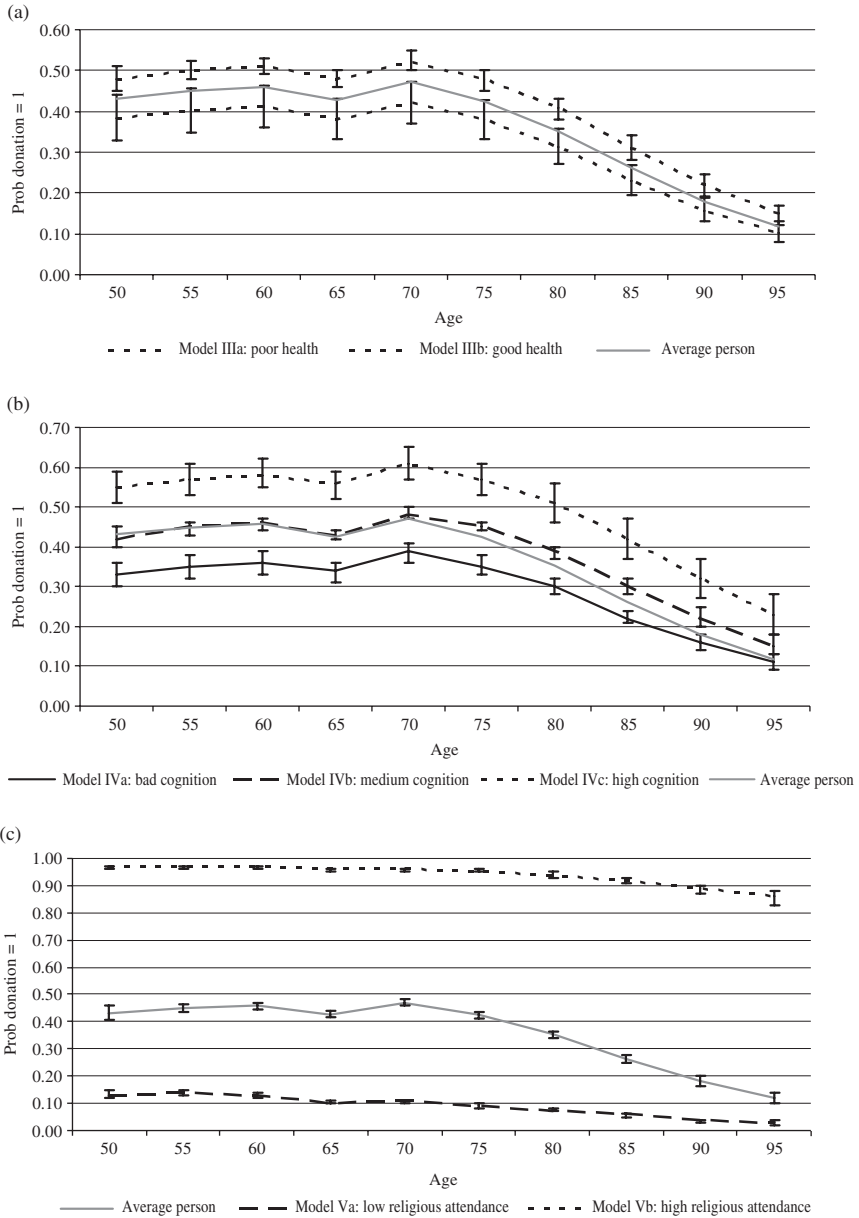 (a)
0.60
0.50
0.40
0.30
0.20
0.10
0.00
Prob donation = 1
50 55 60 65 70 75 80 85 90 95
Age
Model IIIa: poor health Model IIIb: good health Average person
(b)
0.70
0.60
0.50
0.40
0.30
0.20
0.10
0.00
Prob donation = 1
50 55 60 65 70 75 80 85 90 95
Age
Model IVa: bad cognition Model IVb: medium cognition Model IVc: high cognition Average person
(c)
1.00
0.90
0.80
0.70
0.60
0.50
0.40
0.30
0.20
0.10
0.00
Prob donation = 1
50 55 60 65 70 75 80 85 90 95
Age
Average person Model Va: low religious attendance Model Vb: high religious attendance